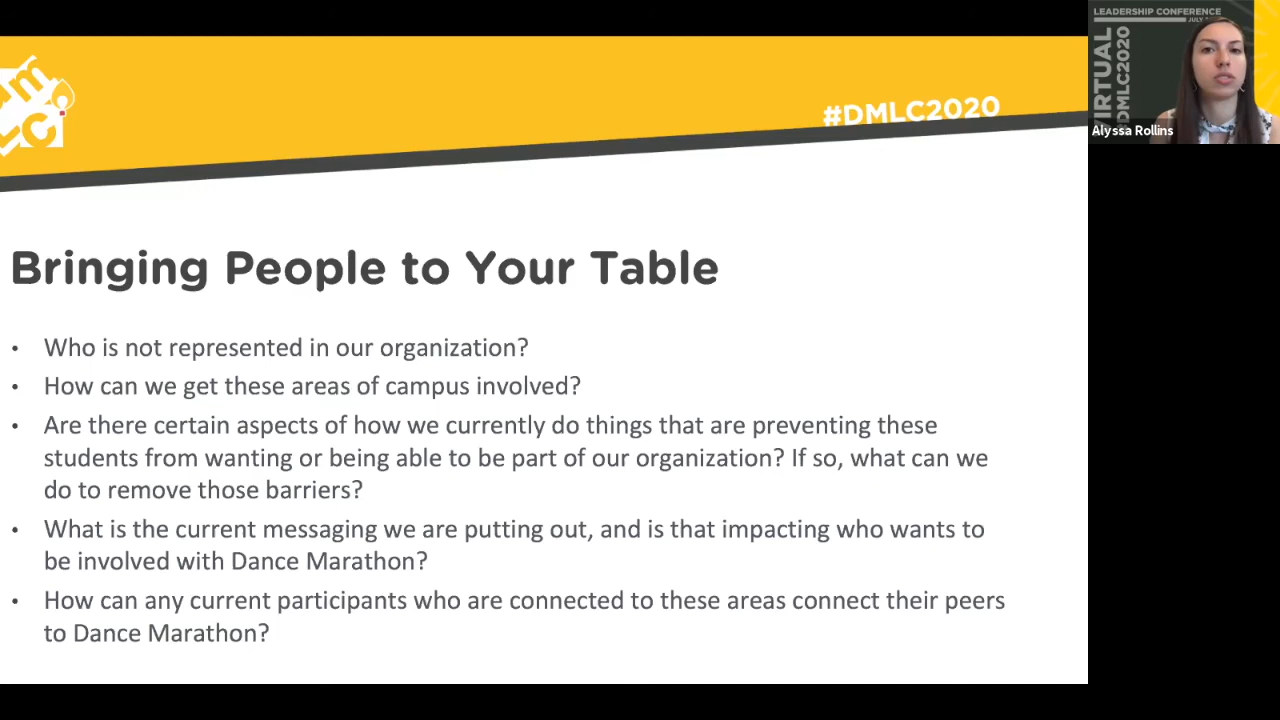 LEADERSHIP CONFERENCE
JULY
VIRTUAL
#DMLC2020
Alyssa Rollins
#DMLC2020
Bringing People to Your Table
• Who is not represented in our organization?
• How can we get these areas of campus involved?
• Are there certain aspects of how we currently do things that are preventing these
students from wanting or being able to be part of our organization? If so, what can we
do to remove those barriers?
• What is the current messaging we are putting out, and is that impacting who wants to
be involved with Dance Marathon?
• How can any current participants who are connected to these areas connect their peers
to Dance Marathon?